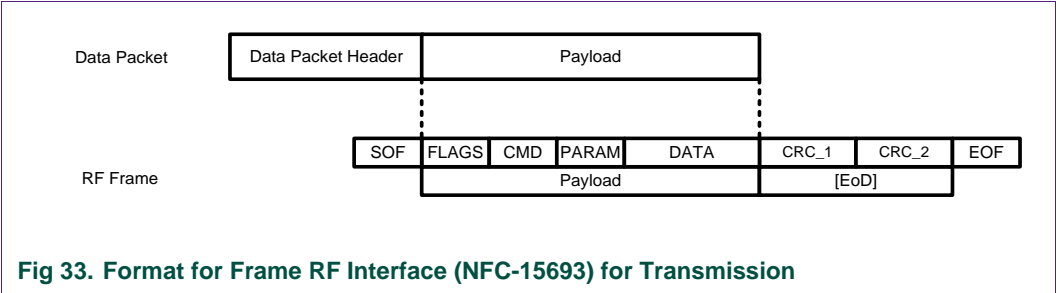 Data Packet Data Packet Header Payload
SOF FLAGS CMD PARAM DATA CRC_1 CRC_2 EOF
RF Frame Payload [EoD]
Fig 33. Format for Frame RF Interface (NFC-15693) for Transmission